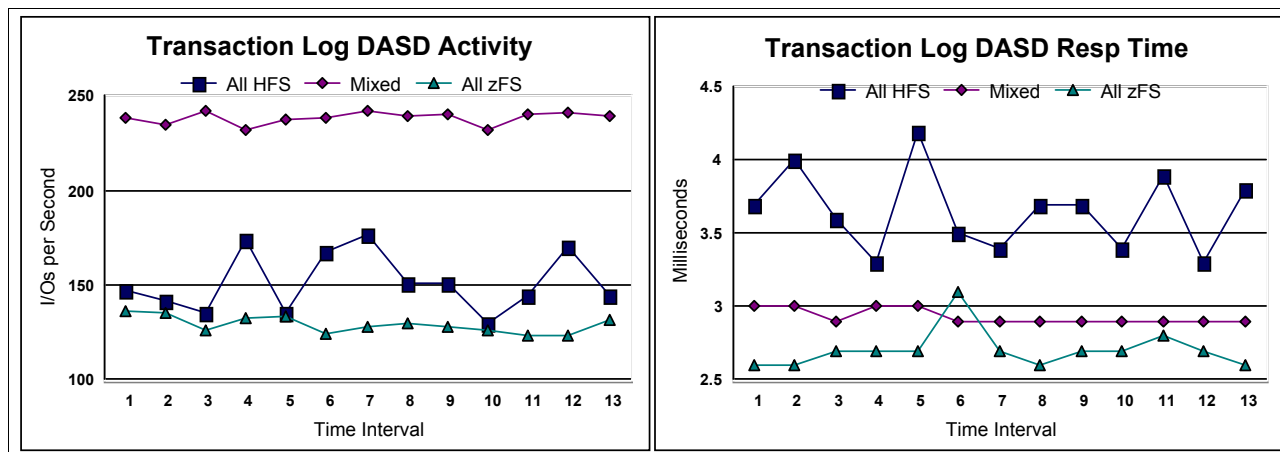 Transaction Log DASD Activity
All HFS Mixed All zFS
I/Os per Second
250
200
150
100
1 2 3 4 5 6 7 8 9 10 11 12 13
Time Interval
Transaction Log DASD Resp Time
All HFS Mixed All zFS
Milliseconds
4.5
4
3.5
3
2.5
1 2 3 4 5 6 7 8 9 10 11 12 13
Time Interval